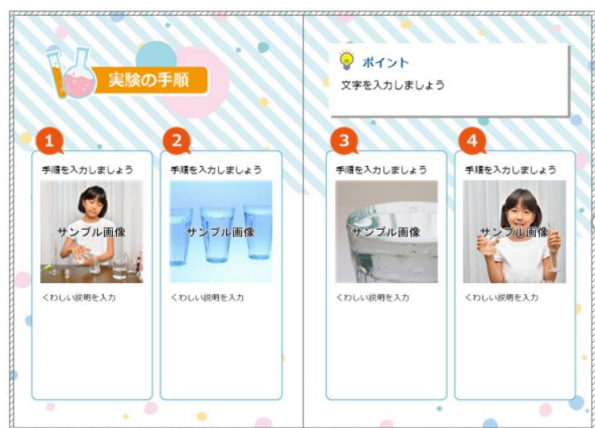 実験の手順
ポイント
文字を入力しましょう
1
手順を入力しましょう
サンプル画像
くわしい説明を入力
2
手順を入力しましょう
サンプル画像
くわしい説明を入力
3
手順を入力しましょう
サンプル画像
くわしい説明を入力
4
手順を入力しましょう
サンプル画像
くわしい説明を入力